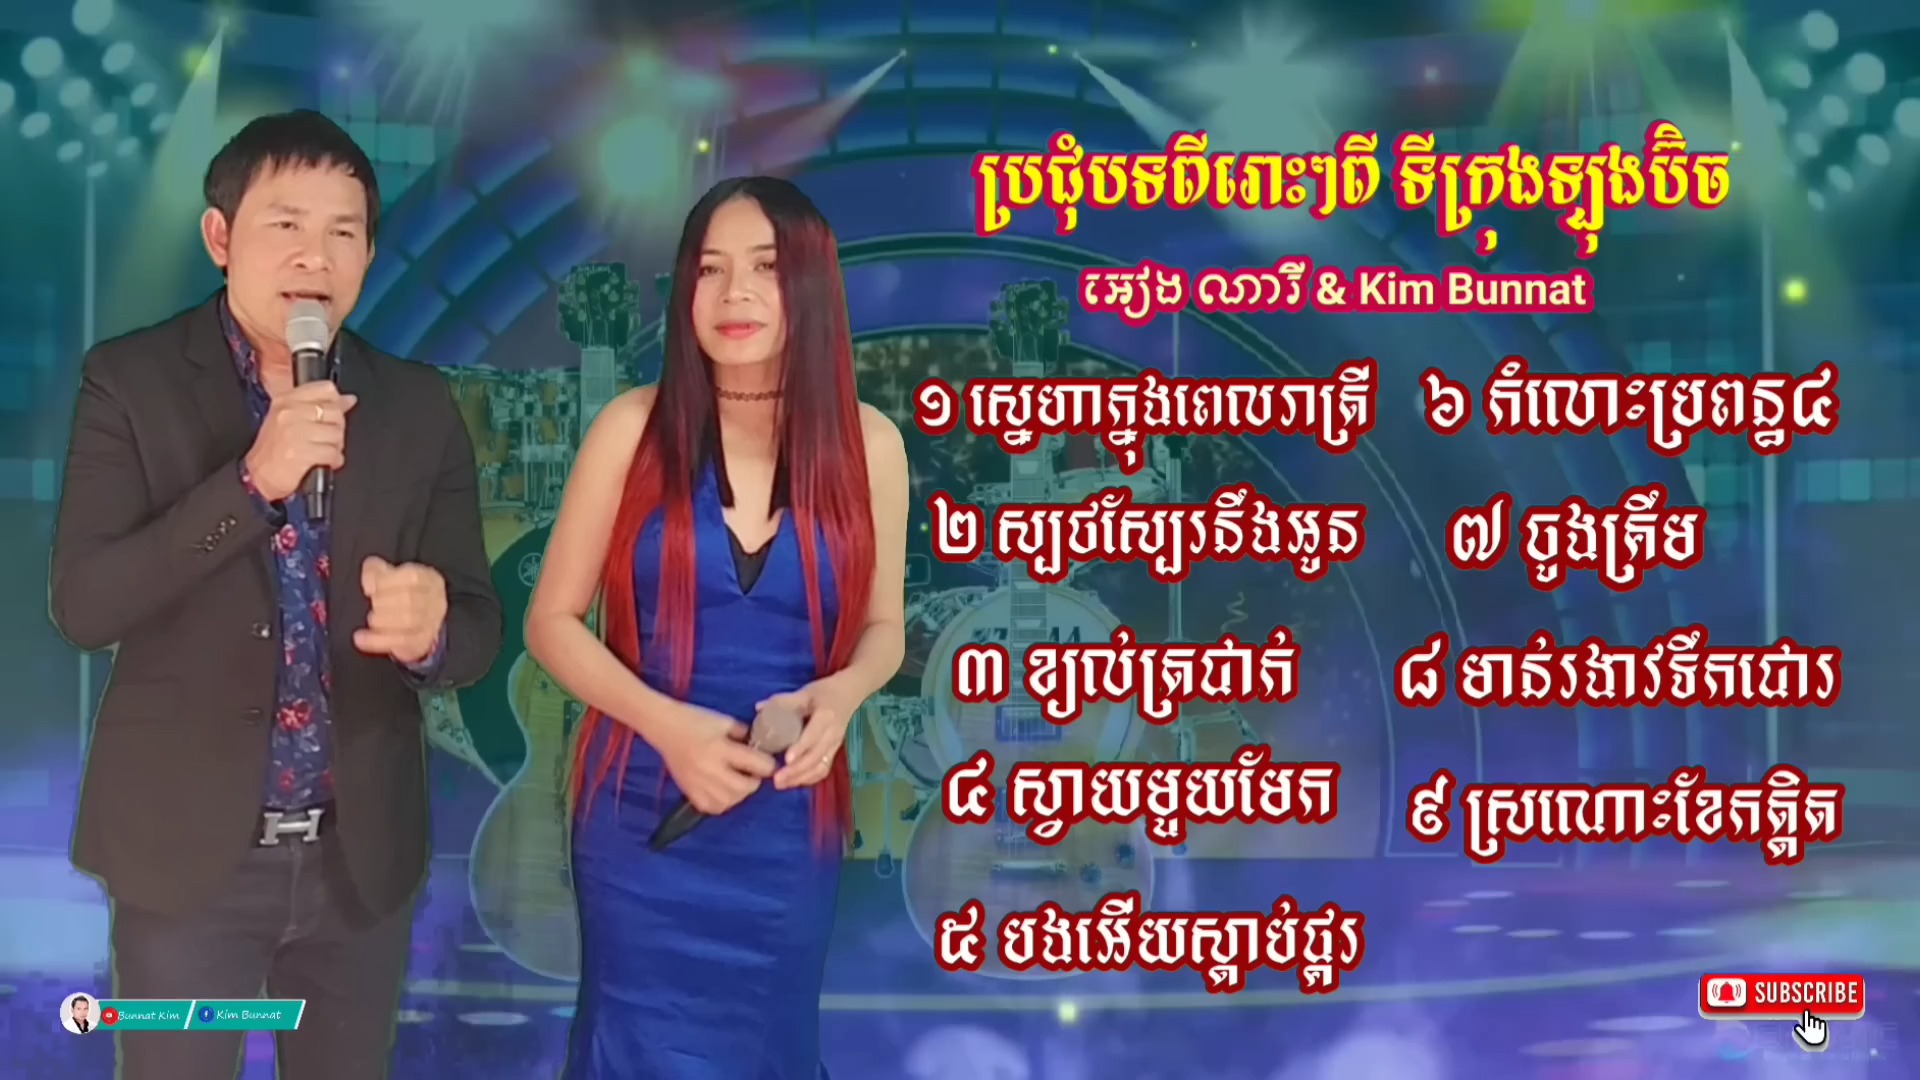 ប្រជុំបទពីរោះៗពី ទីក្រុងឡុងប៊ិច
អៀង ណារី & Kim Bunnat
១ ស្នេហាក្នុងពេលរាត្រី
២ ស្បថស្បែរនឹងអូន
៣ ខ្យល់ត្រជាក់
៤ ស្វាយមួយមែក
៥ បងអើយស្តាប់ផ្គរ
៦ កំលោះប្រពន្ធ៤
៧ ចូងត្រឹម
៨ មាន់រងាវទឹកជោរ
៩ ស្រណោះខែកត្តិត
Bunnat Kim
Kim Bunnat
SUBSCRIBE